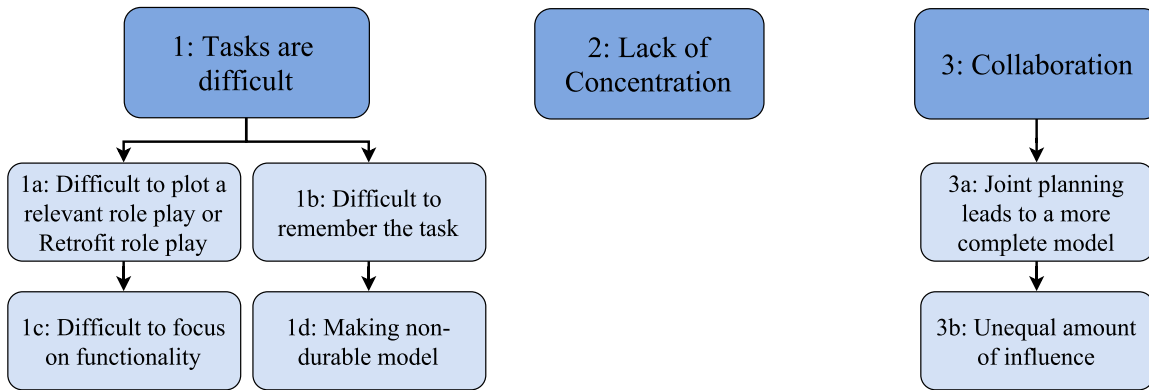 1: Tasks are
difficult
2: Lack of
Concentration
3: Collaboration
1a: Difficult to plot a
relevant role play or
Retrofit role play
1b: Difficult to
remember the task
3a: Joint planning
leads to a more
complete model
1c: Difficult to focus
on functionality
1d: Making non-
durable model
3b: Unequal amount
of influence